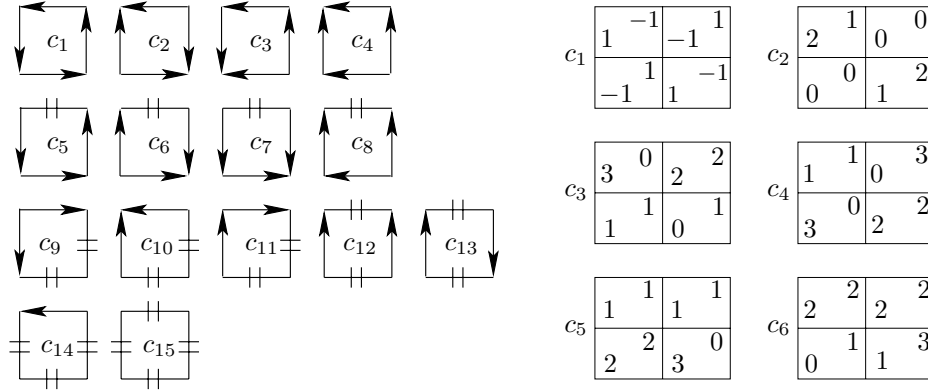 c1 c2 c3 c4
c5 c6 c7 c8
c9 c10 c11 c12 c13
c14 c15
c1
1 −1 −1 1
−1 1 1 −1
c2
2 1 0 0
0 0 1 2
c3
3 0 2 2
1 1 0 1
c4
1 1 0 3
3 0 2 2
c5
1 1 1 1
2 2 3 0
c6
2 2 2 2
0 1 1 3